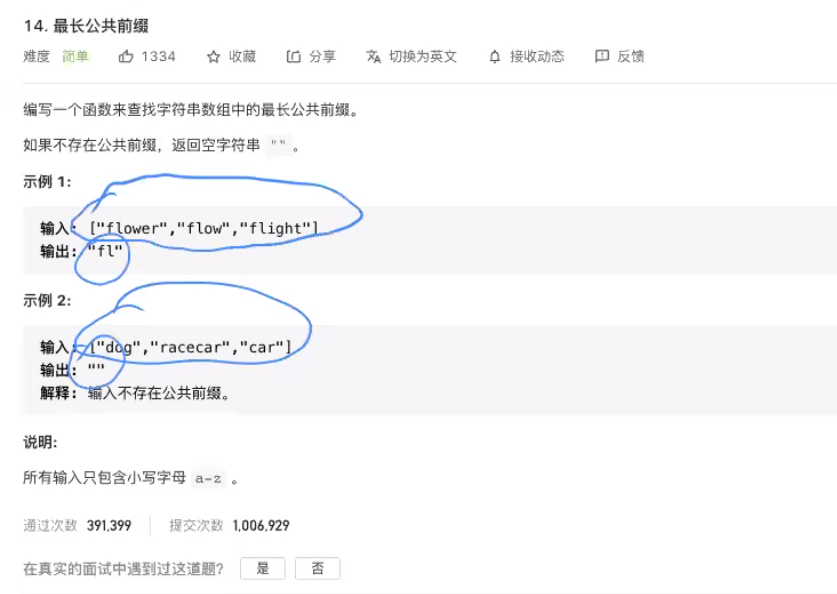 14. 最长公共前缀
难度 简单 1334 收藏 分享 切换为英文 接收动态 反馈
编写一个函数来查找字符串数组中的最长公共前缀。
如果不存在公共前缀，返回空字符串 "" 。
示例 1:
输入: ["flower","flow","flight"]
输出: "fl"
示例 2:
输入: ["dog","racecar","car"]
输出: ""
解释: 输入不存在公共前缀。
说明:
所有输入只包含小写字母 a-z 。
通过次数 391,399 提交次数 1,006,929
在真实的面试中遇到过这道题? 是 否